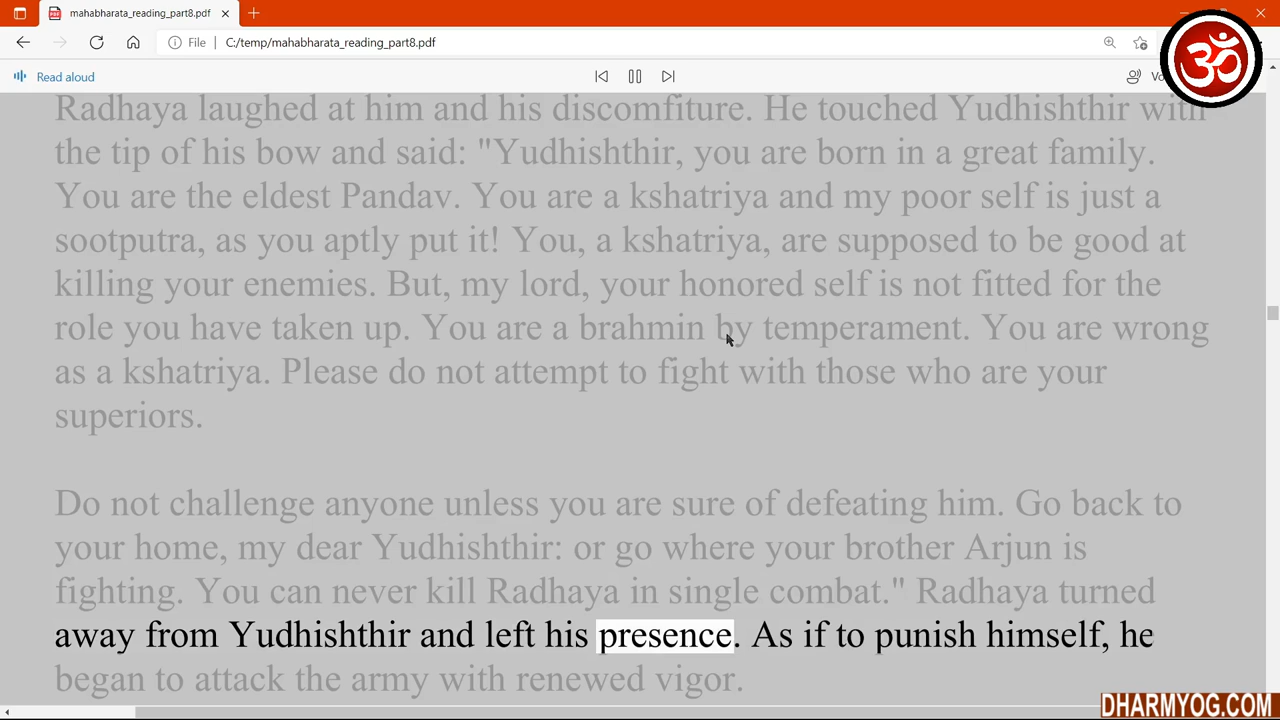 mahabharata_reading_part8.pdf
File C:/temp/mahabharata_reading_part8.pdf
Read aloud
Radhaya laughed at him and his discomfiture. He touched Yudhishthir with
the tip of his bow and said: "Yudhishthir, you are born in a great family.
You are the eldest Pandav. You are a kshatriya and my poor self is just a
sootputra, as you aptly put it! You, a kshatriya, are supposed to be good at
killing your enemies. But, my lord, your honored self is not fitted for the
role you have taken up. You are a brahmin by temperament. You are wrong
as a kshatriya. Please do not attempt to fight with those who are your
superiors.
Do not challenge anyone unless you are sure of defeating him. Go back to
your home, my dear Yudhishthir: or go where your brother Arjun is
fighting. You can never kill Radhaya in single combat." Radhaya turned
away from Yudhishthir and left his presence. As if to punish himself, he
began to attack the army with renewed vigor.
ॐ
DHARMYOG.COM